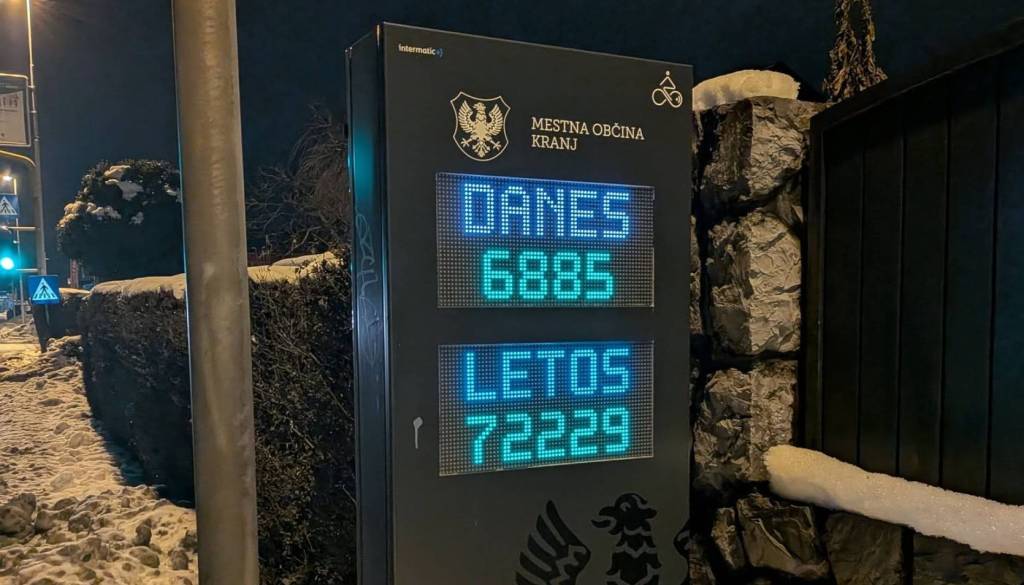 intermatic
MESTNA OBČINA
KRANJ
DANES
6885
LETOS
72229